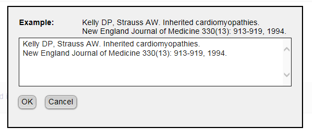 Example: Kelly DP, Strauss AW. Inherited cardiomyopathies.
New England Journal of Medicine 330(13): 913-919, 1994.
Kelly DP, Strauss AW. Inherited cardiomyopathies.
New England Journal of Medicine 330(13): 913-919, 1994.
OK Cancel